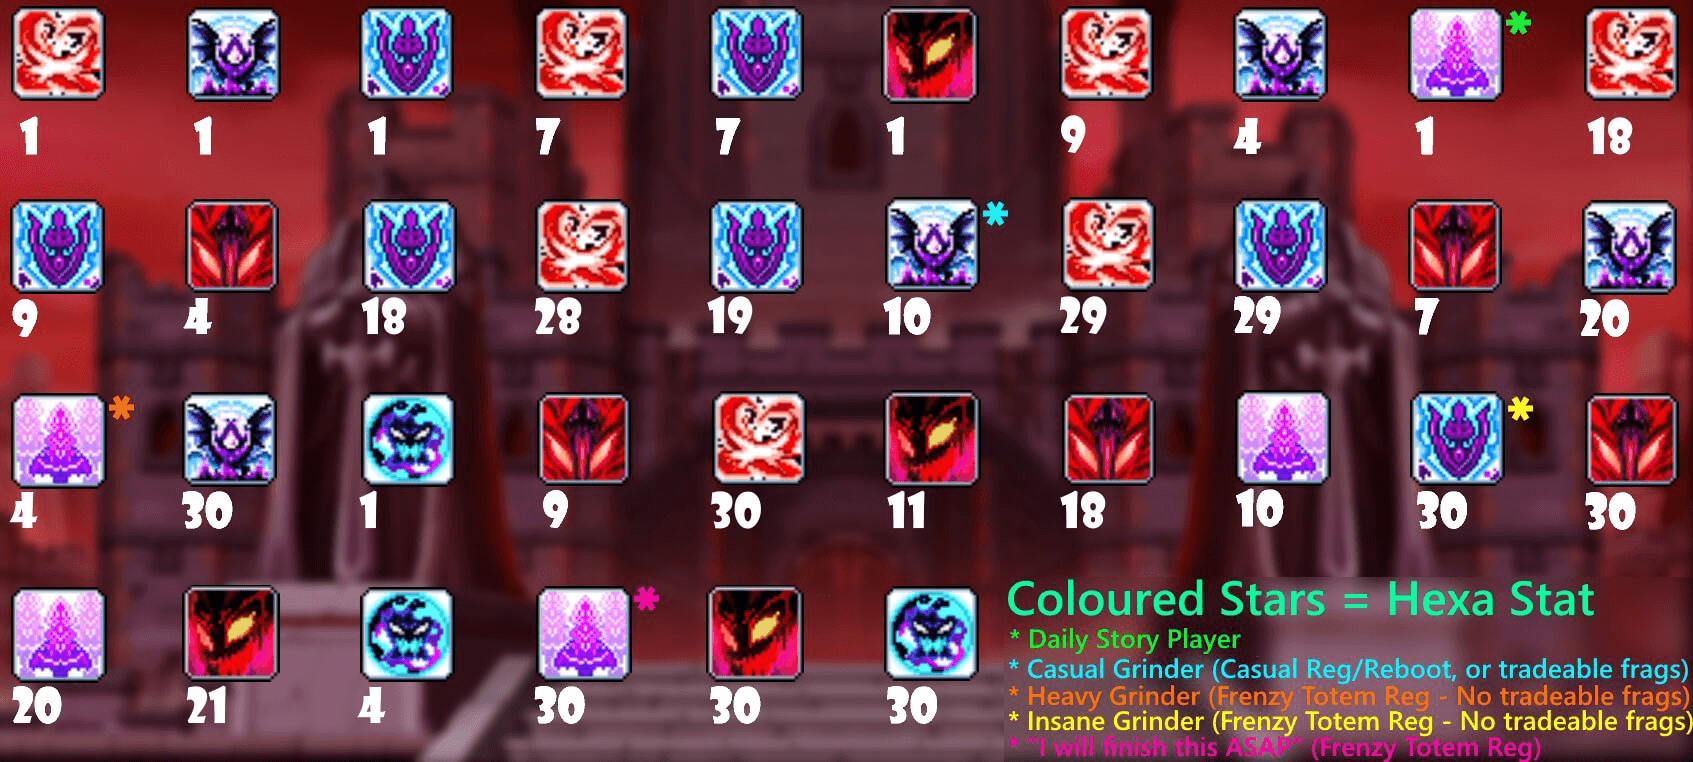 *
1 1 1 7 7 1 9 4 1 18
*
9 4 18 28 19 10 29 29 7 20
* *
4 30 1 9 30 11 18 10 30 30
*
20 21 4 30 30 30
Coloured Stars = Hexa Stat
* Daily Story Player
* Casual Grinder (Casual Reg/Reboot, or tradeable frags)
* Heavy Grinder (Frenzy Totem Reg - No tradeable frags)
* Insane Grinder (Frenzy Totem Reg - No tradeable frags)
* "I will finish this ASAP" (Frenzy Totem Reg)